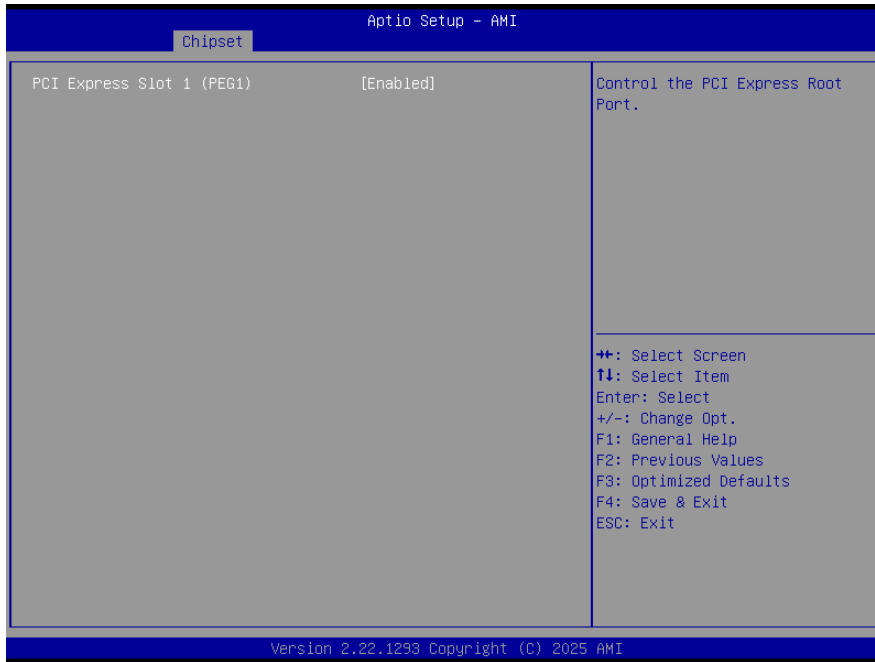 Aptio Setup - AMI
Chipset
PCI Express Slot 1 (PEG1) [Enabled]
Control the PCI Express Root
Port.
→←: Select Screen
↑↓: Select Item
Enter: Select
+/-: Change Opt.
F1: General Help
F2: Previous Values
F3: Optimized Defaults
F4: Save & Exit
ESC: Exit
Version 2.22.1293 Copyright (C) 2025 AMI